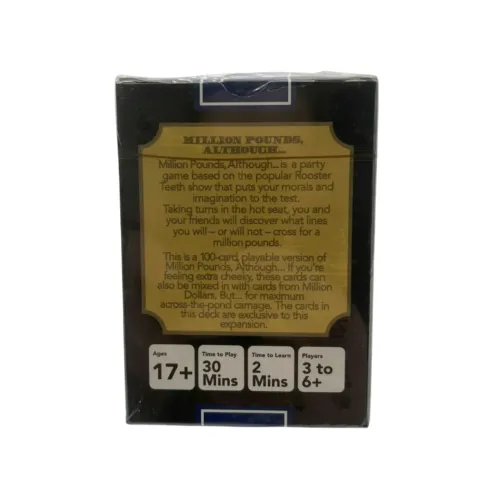 MILLION POUNDS,
ALTHOUGH...
Million Pounds, Although... is a party
game based on the popular Rooster
Teeth show that puts your morals and
imagination to the test.
Taking turns in the hot seat, you and
your friends will discover what lines
you will – or will not – cross for a
million pounds.
This is a 100-card, playable version of
Million Pounds, Although... If you're
feeling extra cheeky, these cards can
also be mixed in with cards from Million
Dollars, But... for maximum
across-the-pond damage. The cards in
this deck are exclusive to this
expansion.
Ages Time to Play Time to Learn Players
17+ 30 Mins 2 Mins 3 to 6+